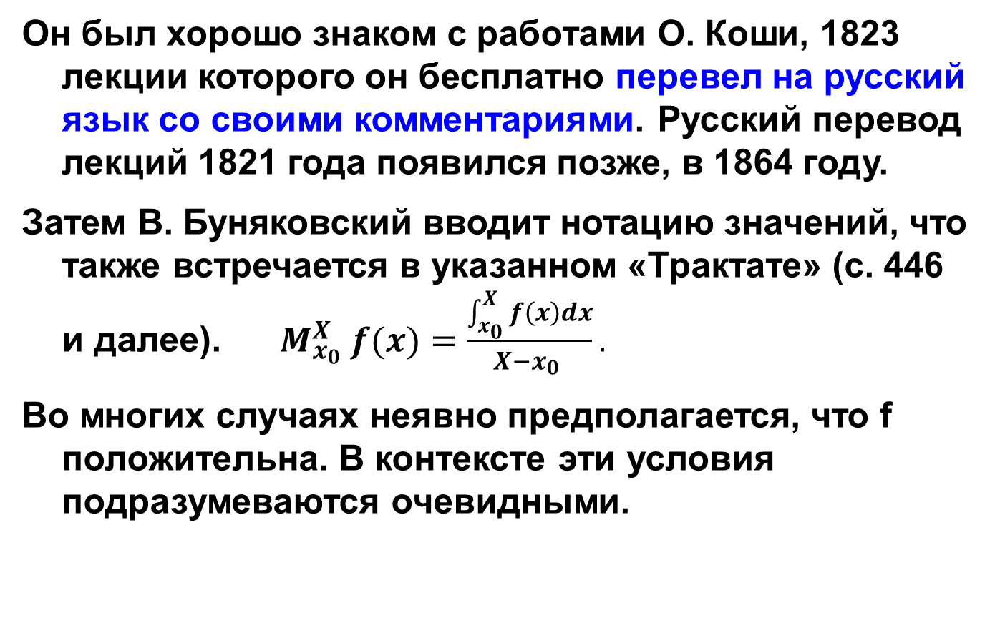 Он был хорошо знаком с работами О. Коши, 1823
лекции которого он бесплатно перевел на русский
язык со своими комментариями. Русский перевод
лекций 1821 года появился позже, в 1864 году.
Затем В. Буняковский вводит нотацию значений, что
также встречается в указанном «Трактате» (с. 446
и далее). $M_{x_0}^{X} f(x) = \frac{\int_{x_0}^{X} f(x)dx}{X-x_0}$ .
Во многих случаях неявно предполагается, что f
положительна. В контексте эти условия
подразумеваются очевидными.